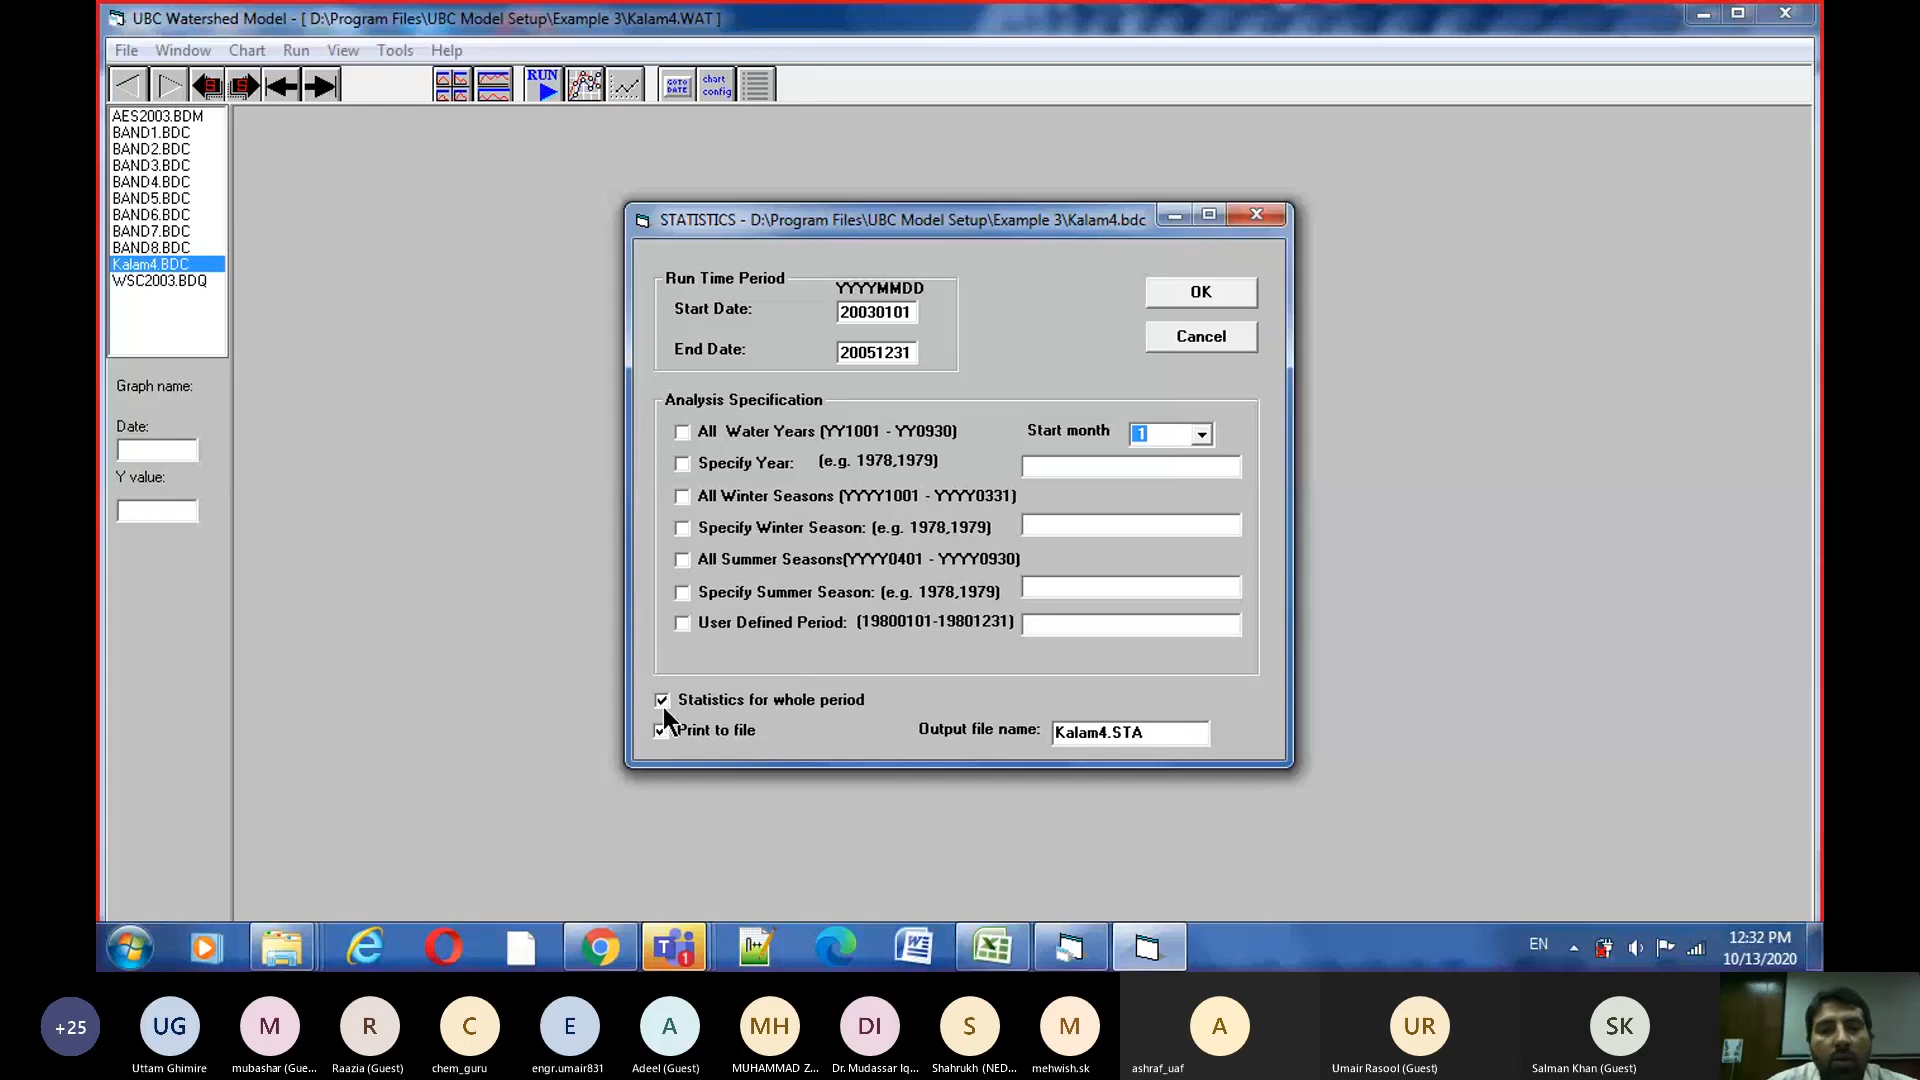 UBC Watershed Model - [ D:\Program Files\UBC Model Setup\Example 3\Kalam4.WAT ]
File Window Chart Run View Tools Help
S S RUN GOTO DATE chart config
AES2003.BDM
BAND1.BDC
BAND2.BDC
BAND3.BDC
BAND4.BDC
BAND5.BDC
BAND6.BDC
BAND7.BDC
BAND8.BDC
Kalam4.BDC
WSC2003.BDQ
Graph name:
Date:
Y value:
STATISTICS - D:\Program Files\UBC Model Setup\Example 3\Kalam4.bdc
Run Time Period
YYYYMMDD
Start Date: 20030101
End Date: 20051231
OK
Cancel
Analysis Specification
All Water Years (YY1001 - YY0930) Start month 1
Specify Year: (e.g. 1978,1979)
All Winter Seasons (YYYY1001 - YYYY0331)
Specify Winter Season: (e.g. 1978,1979)
All Summer Seasons(YYYY0401 - YYYY0930)
Specify Summer Season: (e.g. 1978,1979)
User Defined Period: (19800101-19801231)
Statistics for whole period
Print to file Output file name: Kalam4.STA
EN
12:32 PM
10/13/2020
+25 UG M R C E A MH DI S M A UR SK
Uttam Ghimire mubashar (Gue... Raazia (Guest) chem_guru engr.umair831 Adeel (Guest) MUHAMMAD Z... Dr. Mudassar Iq... Shahrukh (NED... mehwish.sk ashraf_uaf Umair Rasool (Guest) Salman Khan (Guest)